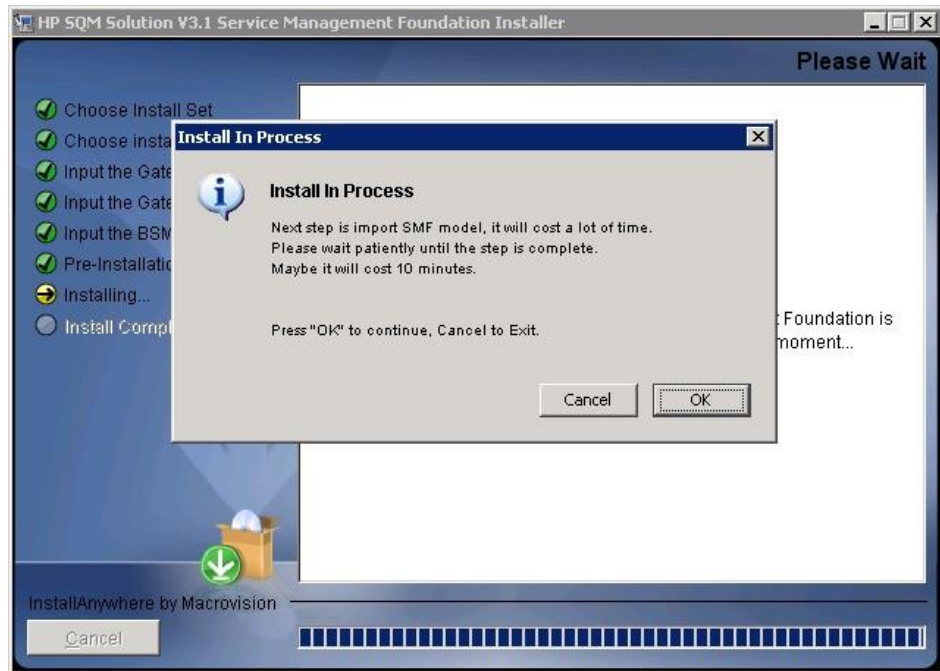 HP SQM Solution V3.1 Service Management Foundation Installer
Please Wait
Choose Install Set
Choose insta
Input the Gate
Input the Gate
Input the BSM
Pre-Installatio
Installing...
Install Compl
Install In Process
Install In Process
Next step is import SMF model, it will cost a lot of time.
Please wait patiently until the step is complete.
Maybe it will cost 10 minutes.
Press "OK" to continue, Cancel to Exit.
Cancel
OK
Foundation is
moment...
InstallAnywhere by Macrovision
Cancel